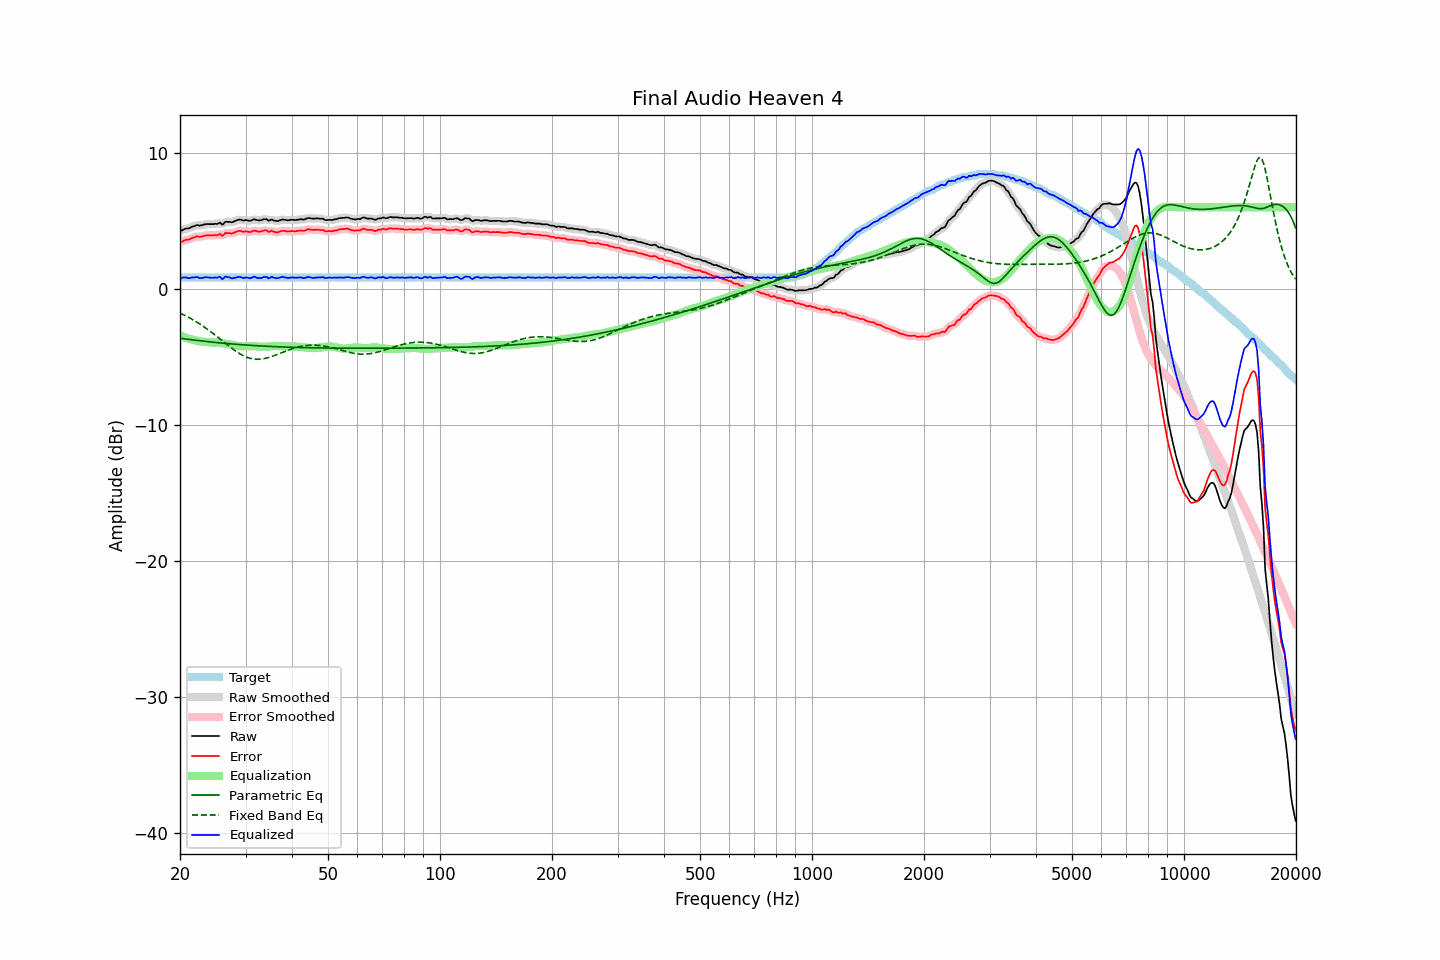 Final Audio Heaven 4
Amplitude (dBr)
10
0
−10
−20
−30
−40
Target
Raw Smoothed
Error Smoothed
Raw
Error
Equalization
Parametric Eq
Fixed Band Eq
Equalized
20 50 100 200 500 1000 2000 5000 10000 20000
Frequency (Hz)